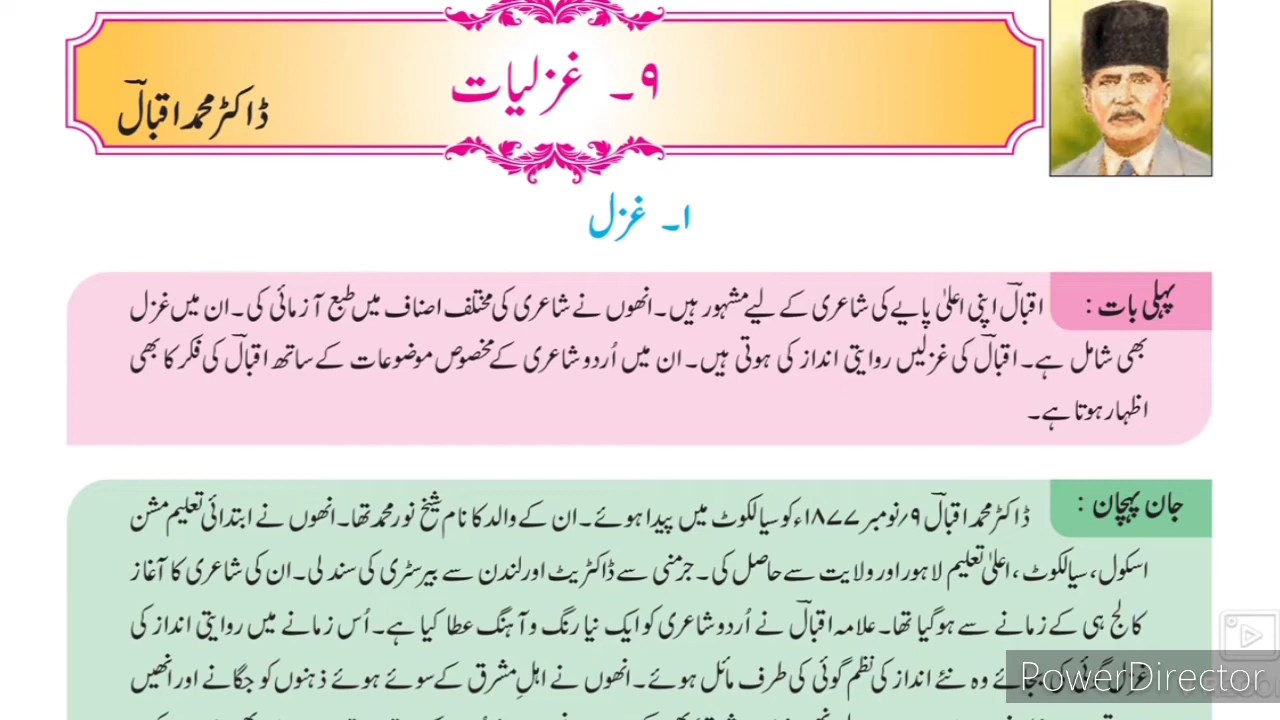 ۹۔ غزلیات
ڈاکٹر محمد اقبالؔ
۱۔ غزل
پہلی بات : اقبالؔ اپنی اعلیٰ پایے کی شاعری کے لیے مشہور ہیں۔ انھوں نے شاعری کی مختلف اصناف میں طبع آزمائی کی۔ ان میں غزل
بھی شامل ہے۔ اقبالؔ کی غزلیں روایتی انداز کی ہوتی ہیں۔ ان میں اُردو شاعری کے مخصوص موضوعات کے ساتھ اقبالؔ کی فکر کا بھی
اظہار ہوتا ہے۔
جان پہچان : ڈاکٹر محمد اقبالؔ ۹؍نومبر ۱۸۷۷ء کو سیالکوٹ میں پیدا ہوئے۔ ان کے والد کا نام شیخ نور محمد تھا۔ انھوں نے ابتدائی تعلیم مشن
اسکول، سیالکوٹ، اعلیٰ تعلیم لاہور اور ولایت سے حاصل کی۔ جرمنی سے ڈاکٹریٹ اور لندن سے بیرسٹری کی سند لی۔ ان کی شاعری کا آغاز
کالج ہی کے زمانے سے ہوگیا تھا۔ علامہ اقبالؔ نے اُردو شاعری کو ایک نیا رنگ و آہنگ عطا کیا ہے۔ اُس زمانے میں روایتی انداز کی
غزل گوئی کی بجائے وہ نئے انداز کی نظم گوئی کی طرف مائل ہوئے۔ انھوں نے اہلِ مشرق کے سوئے ہوئے ذہنوں کو جگانے اور انھیں
PowerDirector